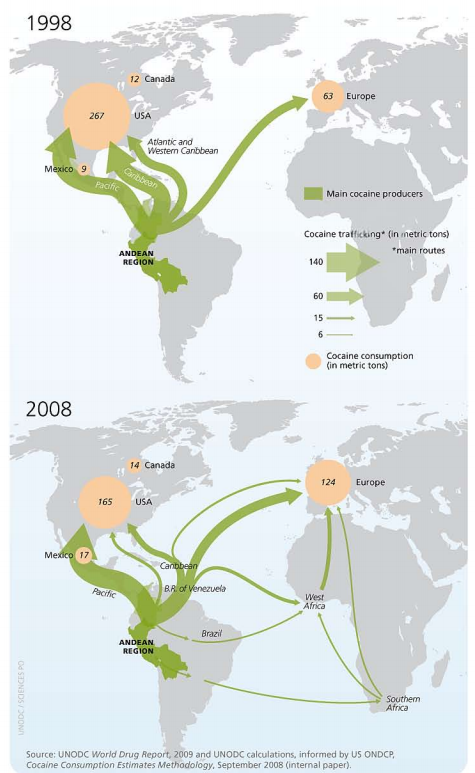 1998
12 Canada
267 USA
63 Europe
Atlantic and
Western Caribbean
Mexico 9
Caribbean
Pacific
ANDEAN
REGION
Main cocaine producers
Cocaine trafficking* (in metric tons)
*main routes
140
60
15
6
Cocaine consumption
(in metric tons)
2008
14 Canada
165 USA
124 Europe
Mexico 17
Caribbean
Pacific
B.R. of Venezuela
West
Africa
Brazil
ANDEAN
REGION
Southern
Africa
UNODC / SCIENCES PO
Source: UNODC World Drug Report, 2009 and UNODC calculations, informed by US ONDCP,
Cocaine Consumption Estimates Methodology, September 2008 (internal paper).